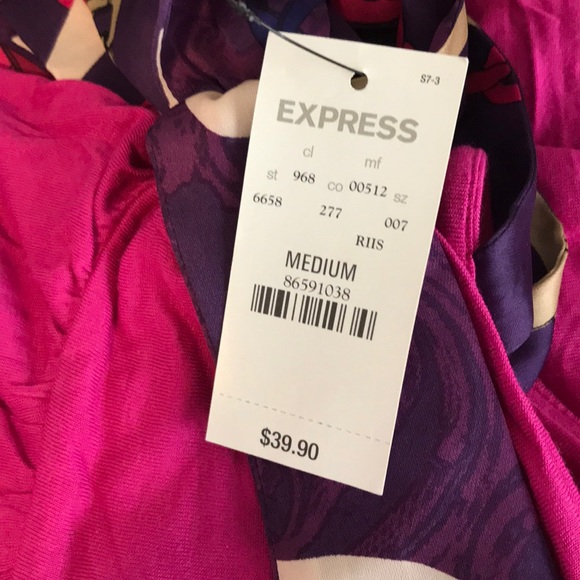 S7-3
EXPRESS
cl mf
st 968 co 00512 sz
6658 277 007
RIIS
MEDIUM
86591038
$39.90